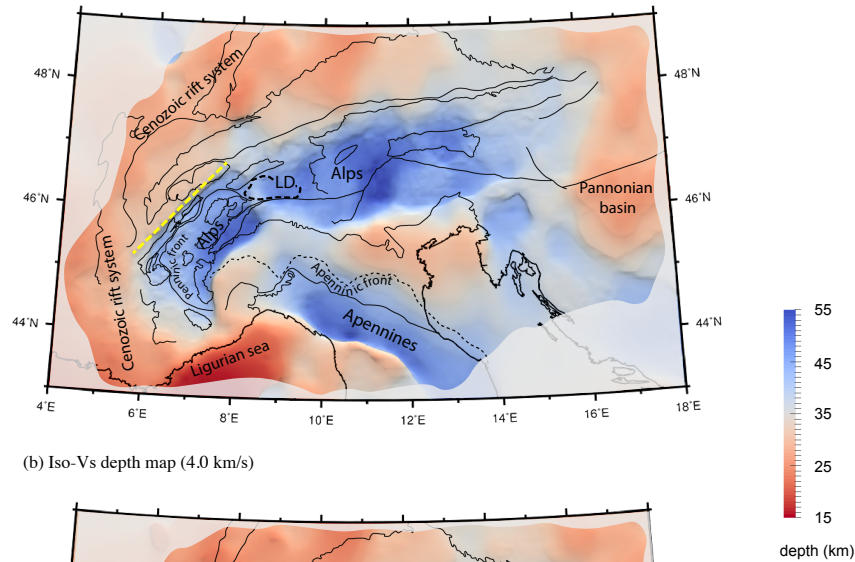 48°N
48°N
Cenozoic rift system
LD.
Alps
46°N
46°N
Pannonian
basin
Alps
Penninic front
Cenozoic rift system
Apenninic front
44°N
44°N
Apennines
Ligurian sea
4°E
6°E
8°E
10°E
12°E
14°E
16°E
18°E
(b) Iso-Vs depth map (4.0 km/s)
55
45
35
25
15
depth (km)